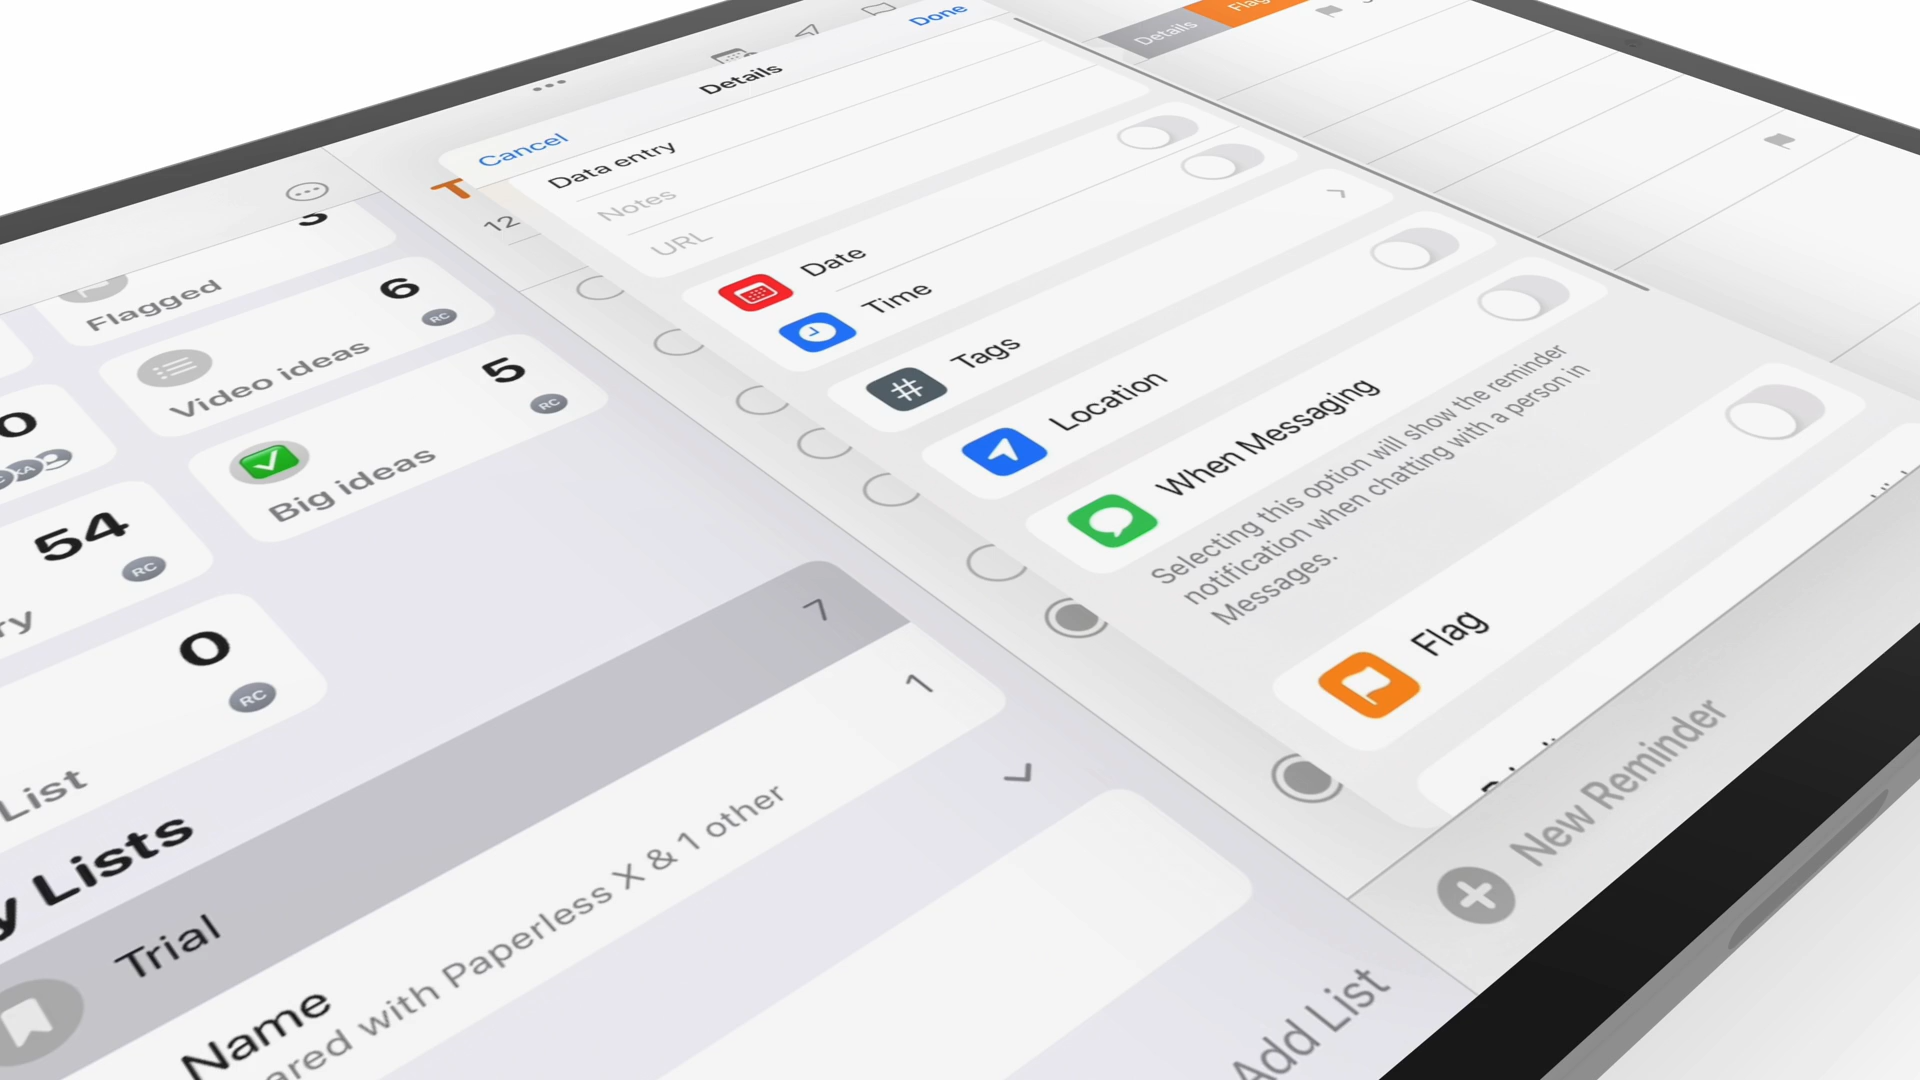 Flagged
3
Video ideas
6
RC
Big ideas
5
RC
54
RC
0
RC
List
Lists
Trial
7
Name
1
Paperless X & 1 other
with
Add List
12
Cancel
Details
Done
Data entry
Notes
URL
Date
Time
Tags
Location
When Messaging
Selecting this option will show the reminder
notification when chatting with a person in
Messages.
Flag
New Reminder
Details